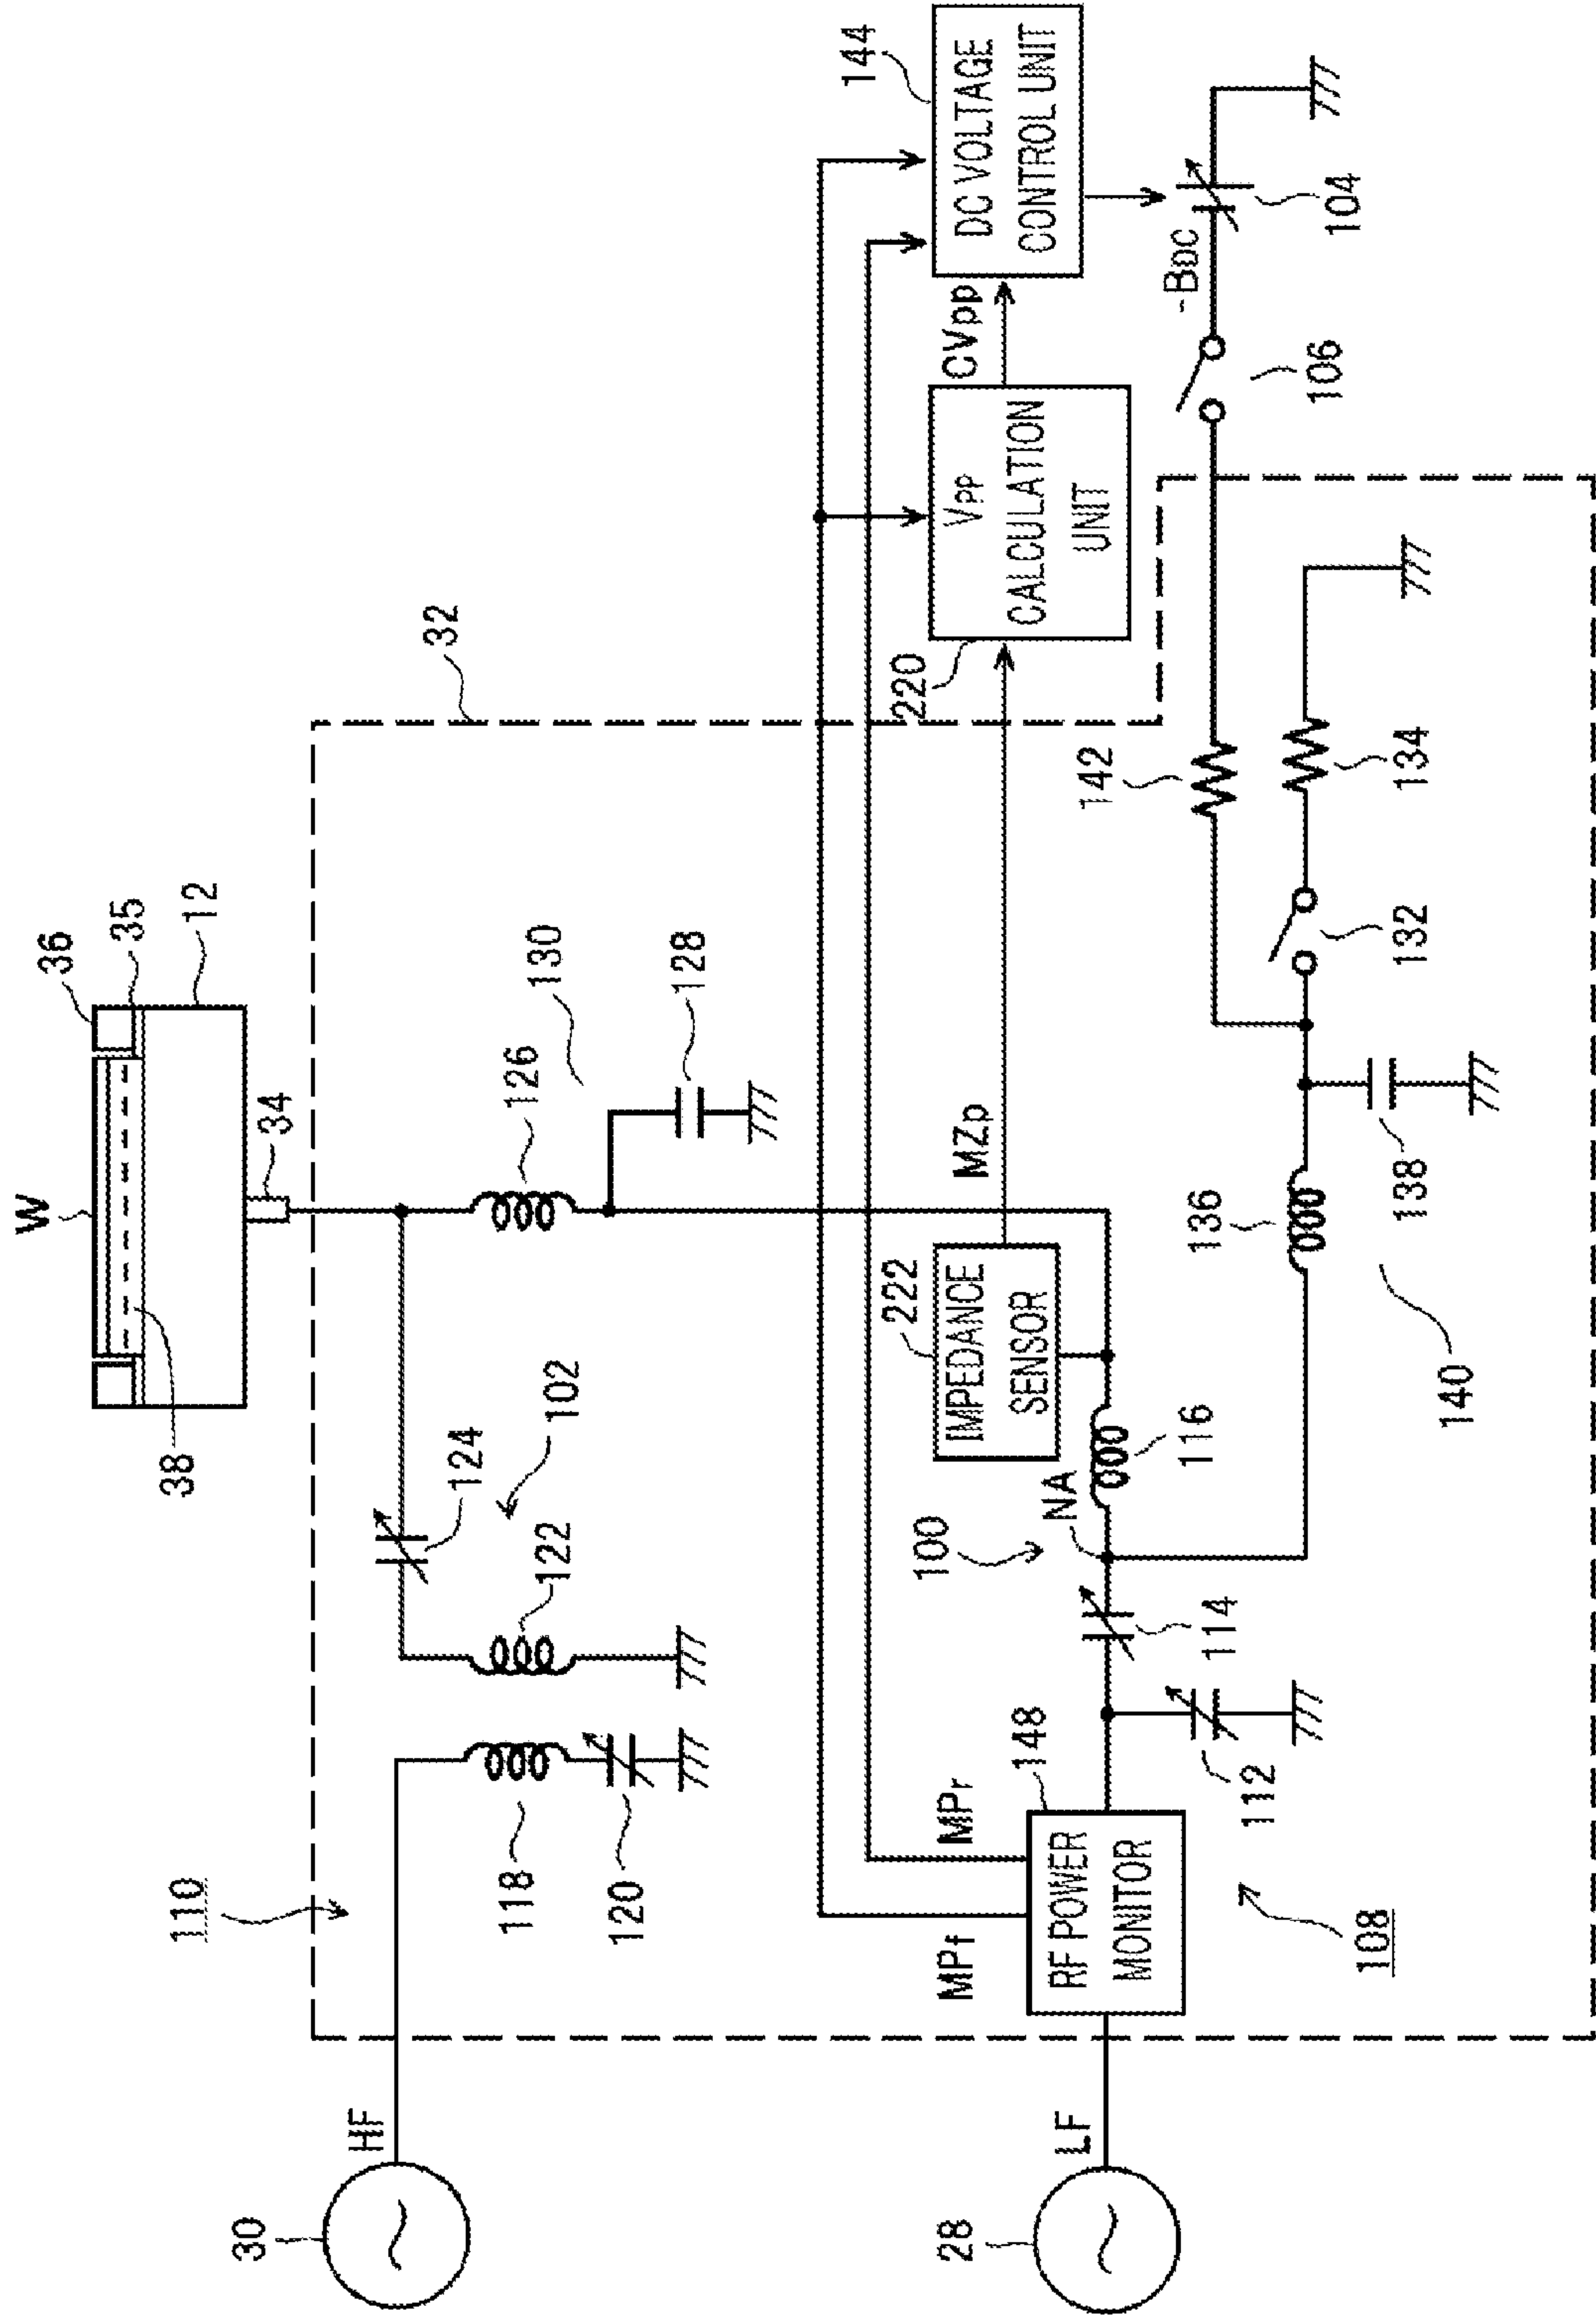 W
36
35
12
34
38
32
110
30
HF
118
120
122
124
102
126
130
128
MPf
MPr
MZp
222
IMPEDANCE
SENSOR
220
VPP
CALCULATION
UNIT
CVpp
144
DC VOLTAGE
CONTROL UNIT
28
LF
RF POWER
MONITOR
148
108
112
114
100
NA
116
140
136
138
142
132
134
106
-BDC
104